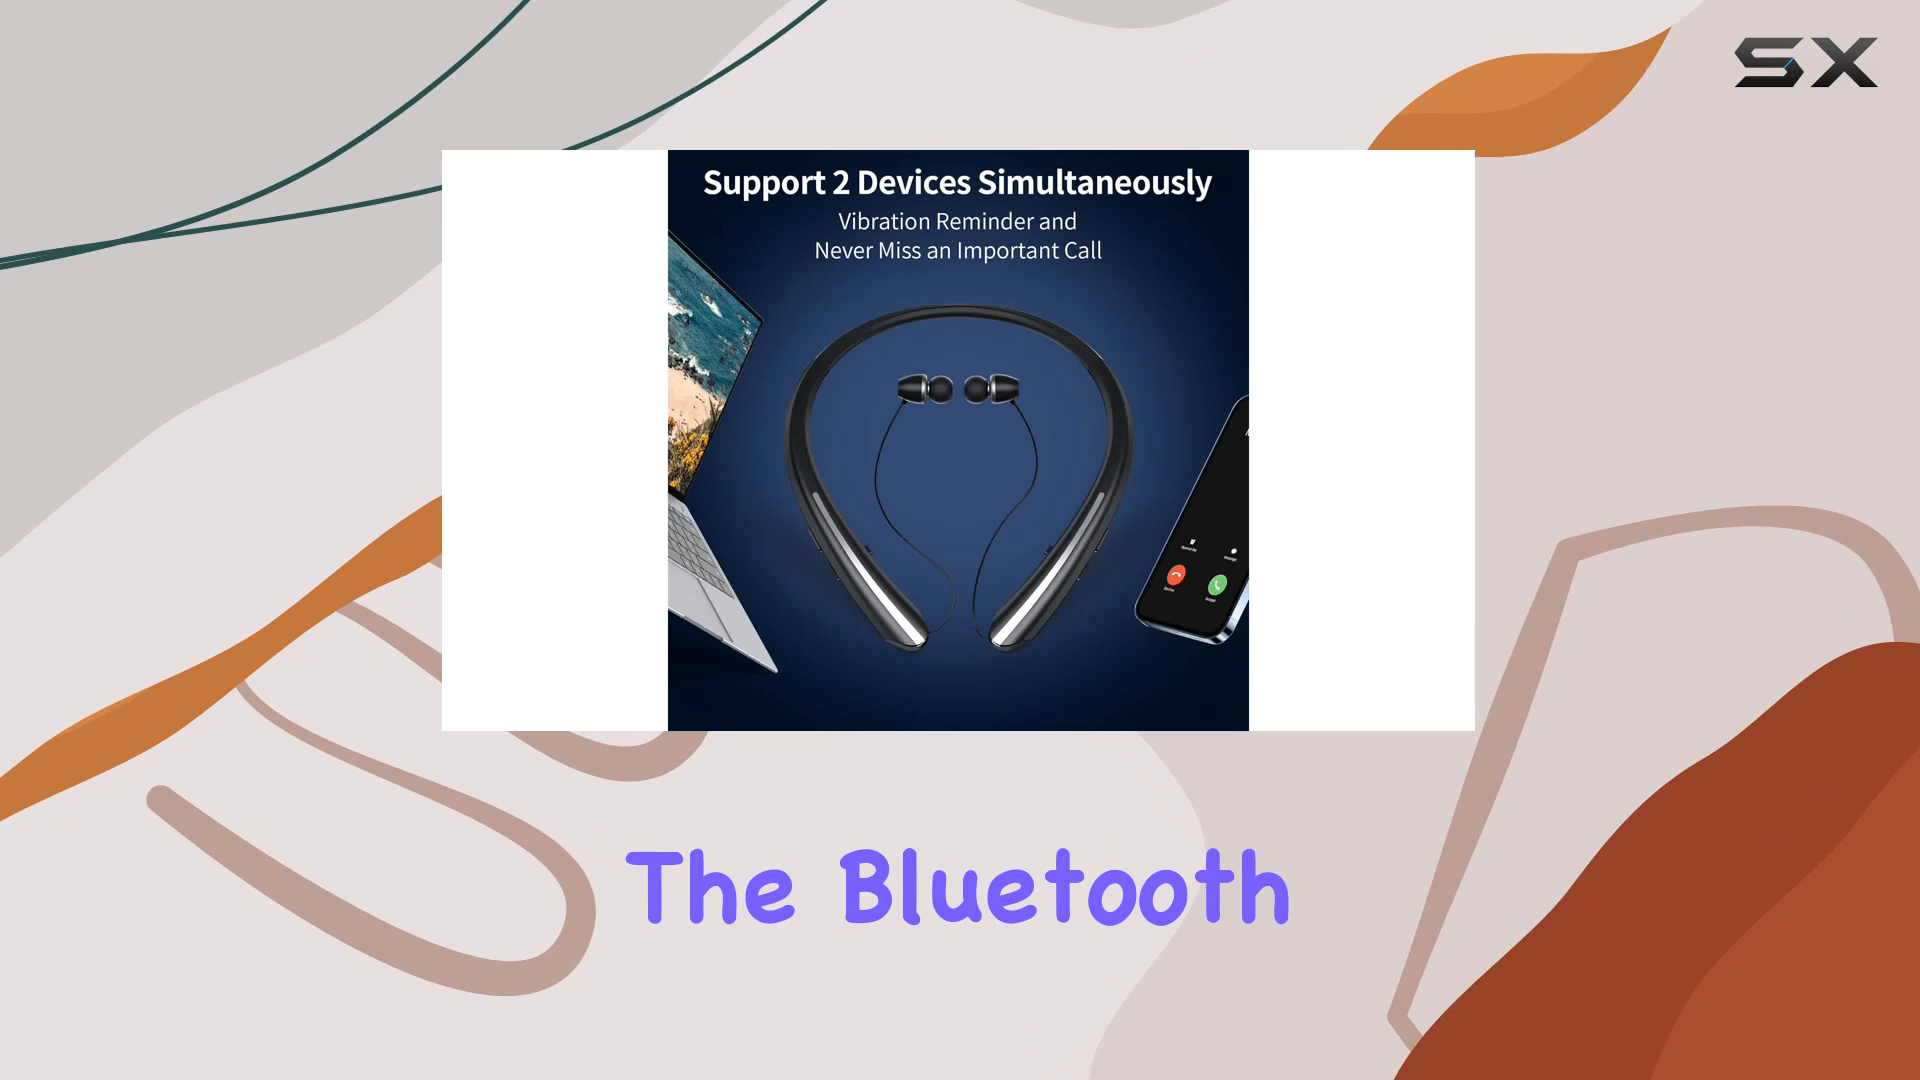 SX
Support 2 Devices Simultaneously
Vibration Reminder and
Never Miss an Important Call
The Bluetooth